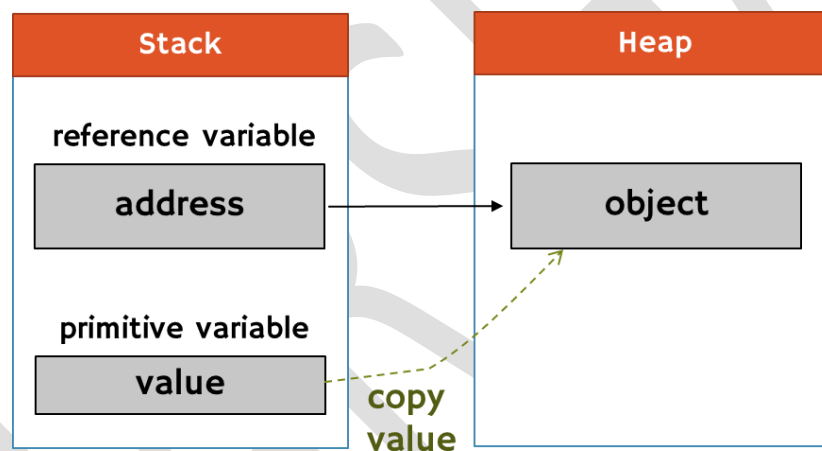 Stack
Heap
reference variable
address
object
primitive variable
value
copy
value